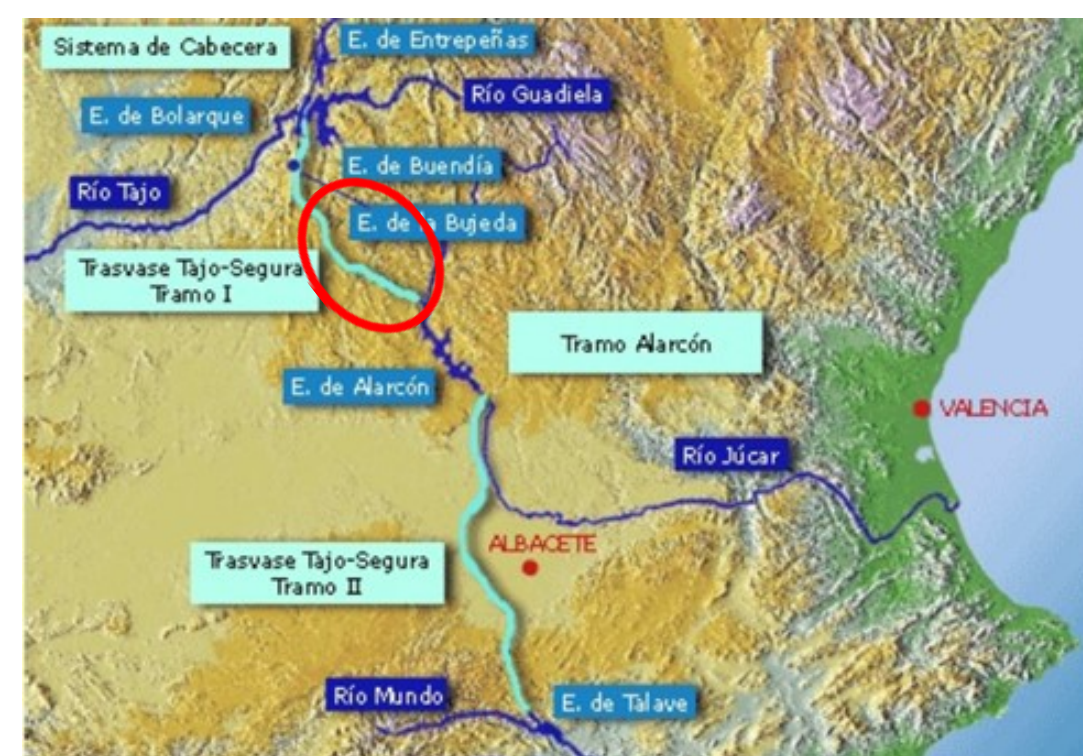 Sistema de Cabecera
E. de Entrepeñas
Río Guadiela
E. de Bolarque
E. de Buendía
Río Tajo
E. de la Bujeda
Trasvase Tajo-Segura
Tramo I
Tramo Alarcón
E. de Alarcón
VALENCIA
Río Júcar
ALBACETE
Trasvase Tajo-Segura
Tramo II
Río Mundo
E. de Talave